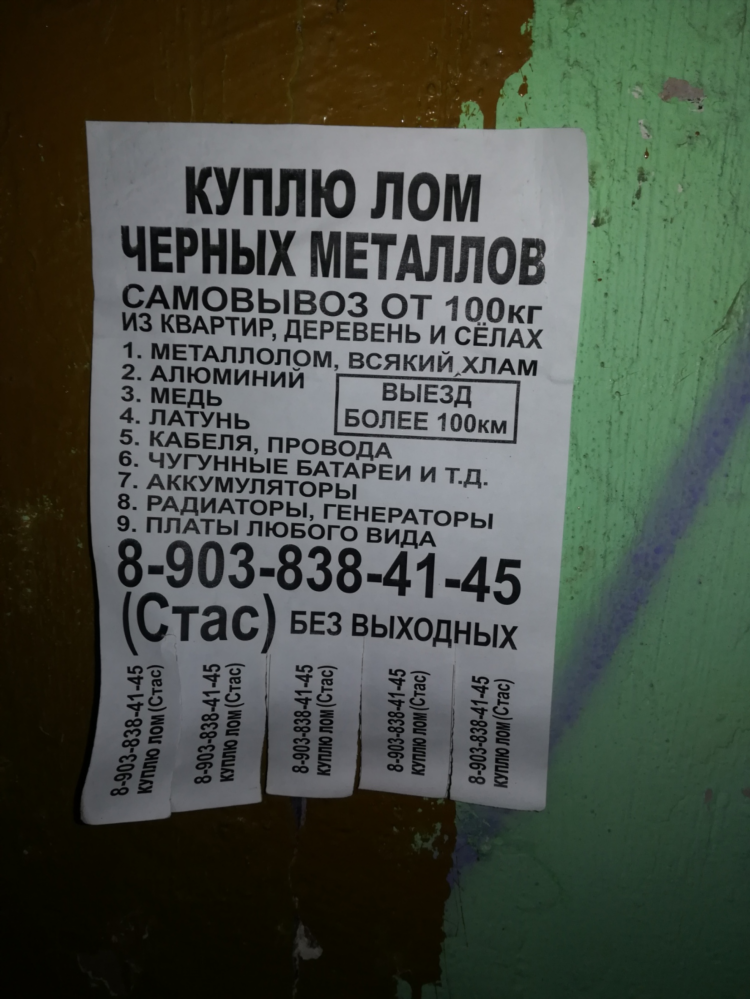 КУПЛЮ ЛОМ
ЧЕРНЫХ МЕТАЛЛОВ
САМОВЫВОЗ ОТ 100кг
ИЗ КВАРТИР, ДЕРЕВЕНЬ И СЁЛАХ
1. МЕТАЛЛОЛОМ, ВСЯКИЙ ХЛАМ
2. АЛЮМИНИЙ
3. МЕДЬ
4. ЛАТУНЬ
ВЫЕЗД
БОЛЕЕ 100км
5. КАБЕЛЯ, ПРОВОДА
6. ЧУГУННЫЕ БАТАРЕИ И Т.Д.
7. АККУМУЛЯТОРЫ
8. РАДИАТОРЫ, ГЕНЕРАТОРЫ
9. ПЛАТЫ ЛЮБОГО ВИДА
8-903-838-41-45
(Стас) БЕЗ ВЫХОДНЫХ
8-903-838-41-45
КУПЛЮ ЛОМ (Стас)
8-903-838-41-45
КУПЛЮ ЛОМ (Стас)
8-903-838-41-45
КУПЛЮ ЛОМ (Стас)
8-903-838-41-45
КУПЛЮ ЛОМ (Стас)
8-903-838-41-45
КУПЛЮ ЛОМ (Стас)